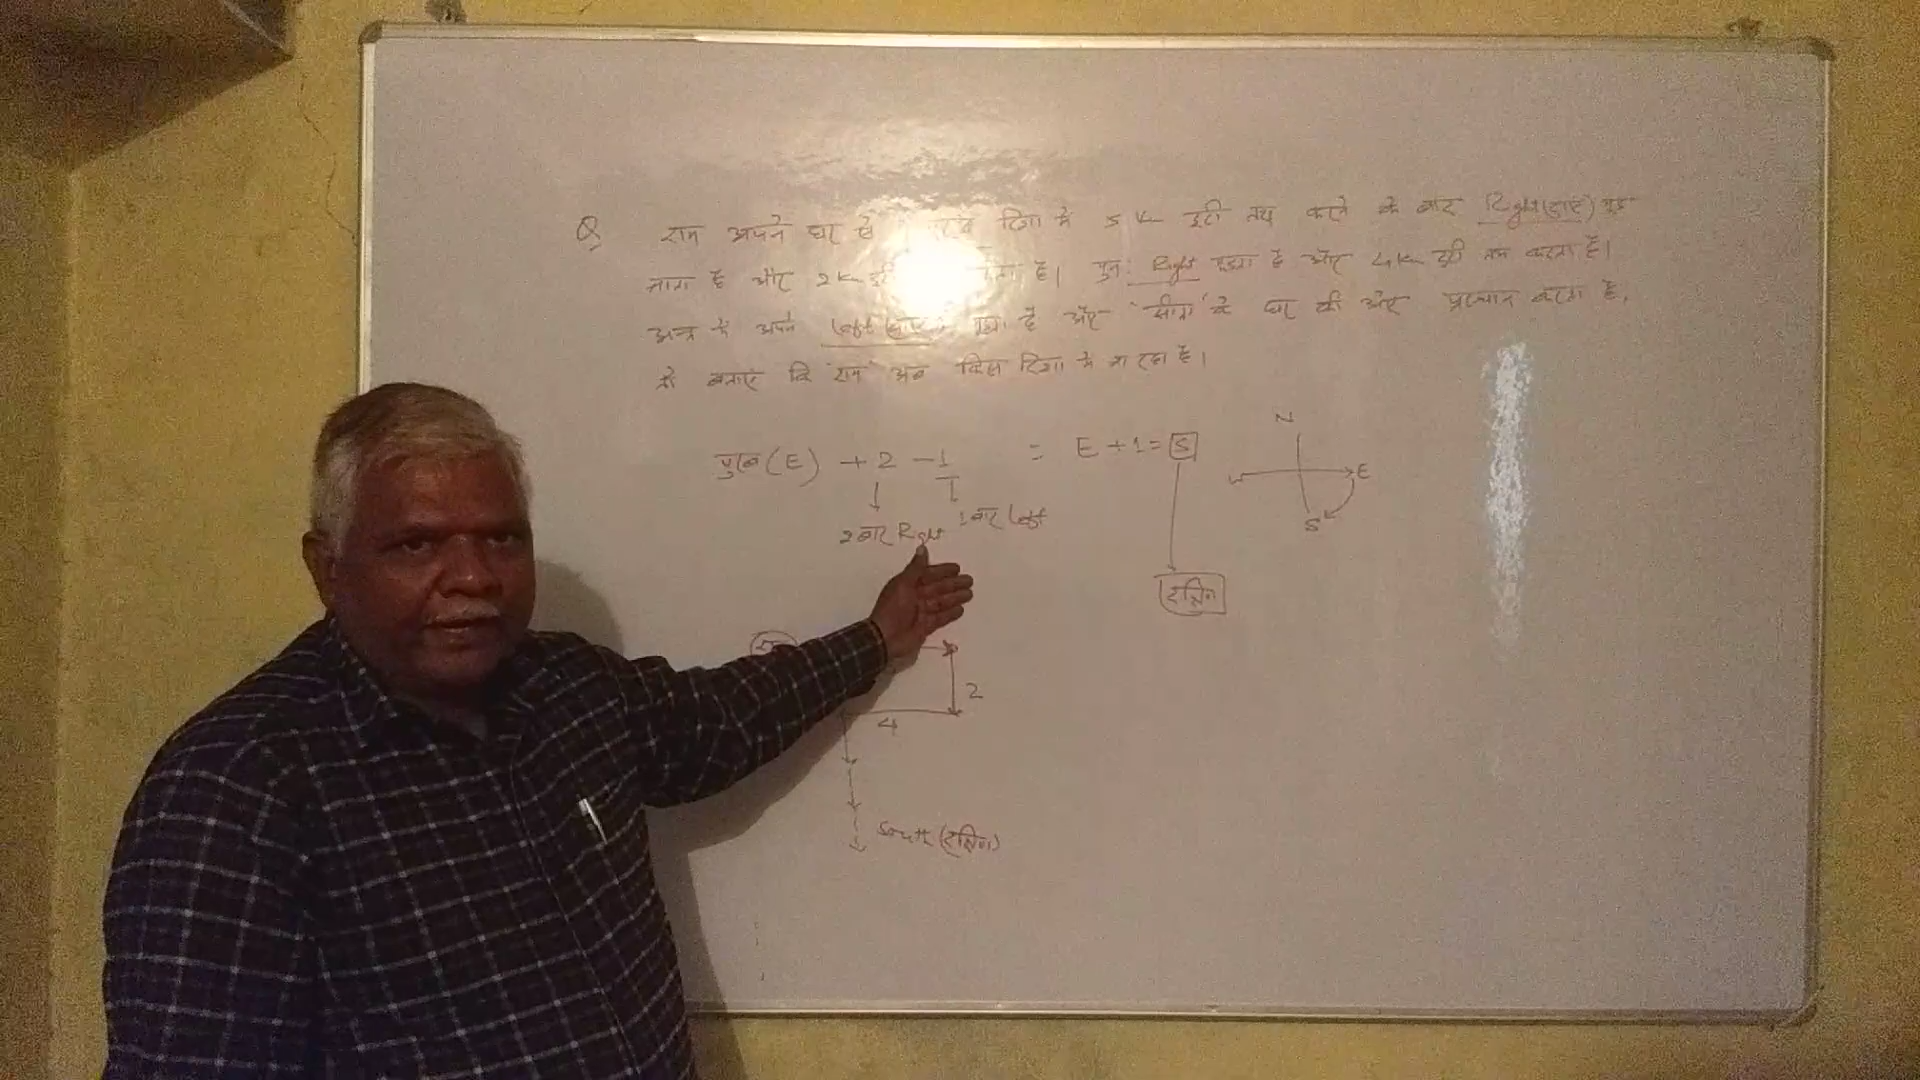 Q, राम अपने घर से पूरब दिशा में 5 Km दूरी तय करने के बाद Right(दाएं) मुड़
जाता है और 2 Km दूरी है। पुनः Right मुड़ता है और 4 Km दूरी तय करता है।
अन्त में अपने Left मुड़ता है और 'सीता' के घर की ओर प्रस्थान करता है,
तो बताएं कि 'राम' अब किस दिशा में जा रहा है।
पुरब(E) +2 -1 = E +1 = S
N
W E
S
2 बार Right 1 बार Left
दक्षिण
राम
2
4
South (दक्षिण)